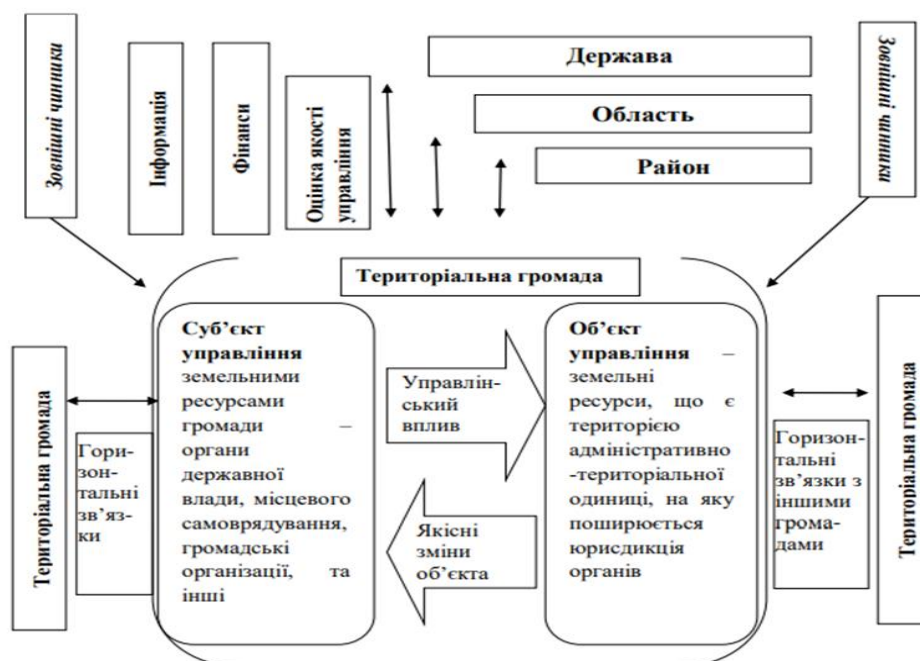 Зовнішні чинники
Інформація
Фінанси
Оцінка якості
управління
Держава
Область
Район
Зовнішні чинники
Територіальна громада
Територіальна громада
Гори-
зон-
тальні
зв’яз-
ки
Суб’єкт
управління
земельними
ресурсами
громади –
органи
державної
влади, місцевого
самоврядування,
громадські
організації, та
інші
Управлін-
ський
вплив
Якісні
зміни
об’єкта
Об’єкт
управління –
земельні
ресурси, що є
територією
адміністративно
-територіальної
одиниці, на яку
поширюється
юрисдикція
органів
Горизон-
тальні
зв’язки з
іншими
грома-
дами
Територіальна громада